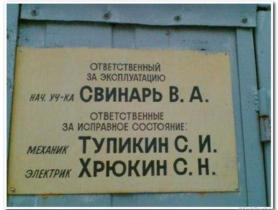 ОТВЕТСТВЕННЫЙ
ЗА ЭКСПЛУАТАЦИЮ
НАЧ. УЧ-КА СВИНАРЬ В. А.
ОТВЕТСТВЕННЫЕ
ЗА ИСПРАВНОЕ СОСТОЯНИЕ:
МЕХАНИК ТУПИКИН С. И.
ЭЛЕКТРИК ХРЮКИН С. Н.